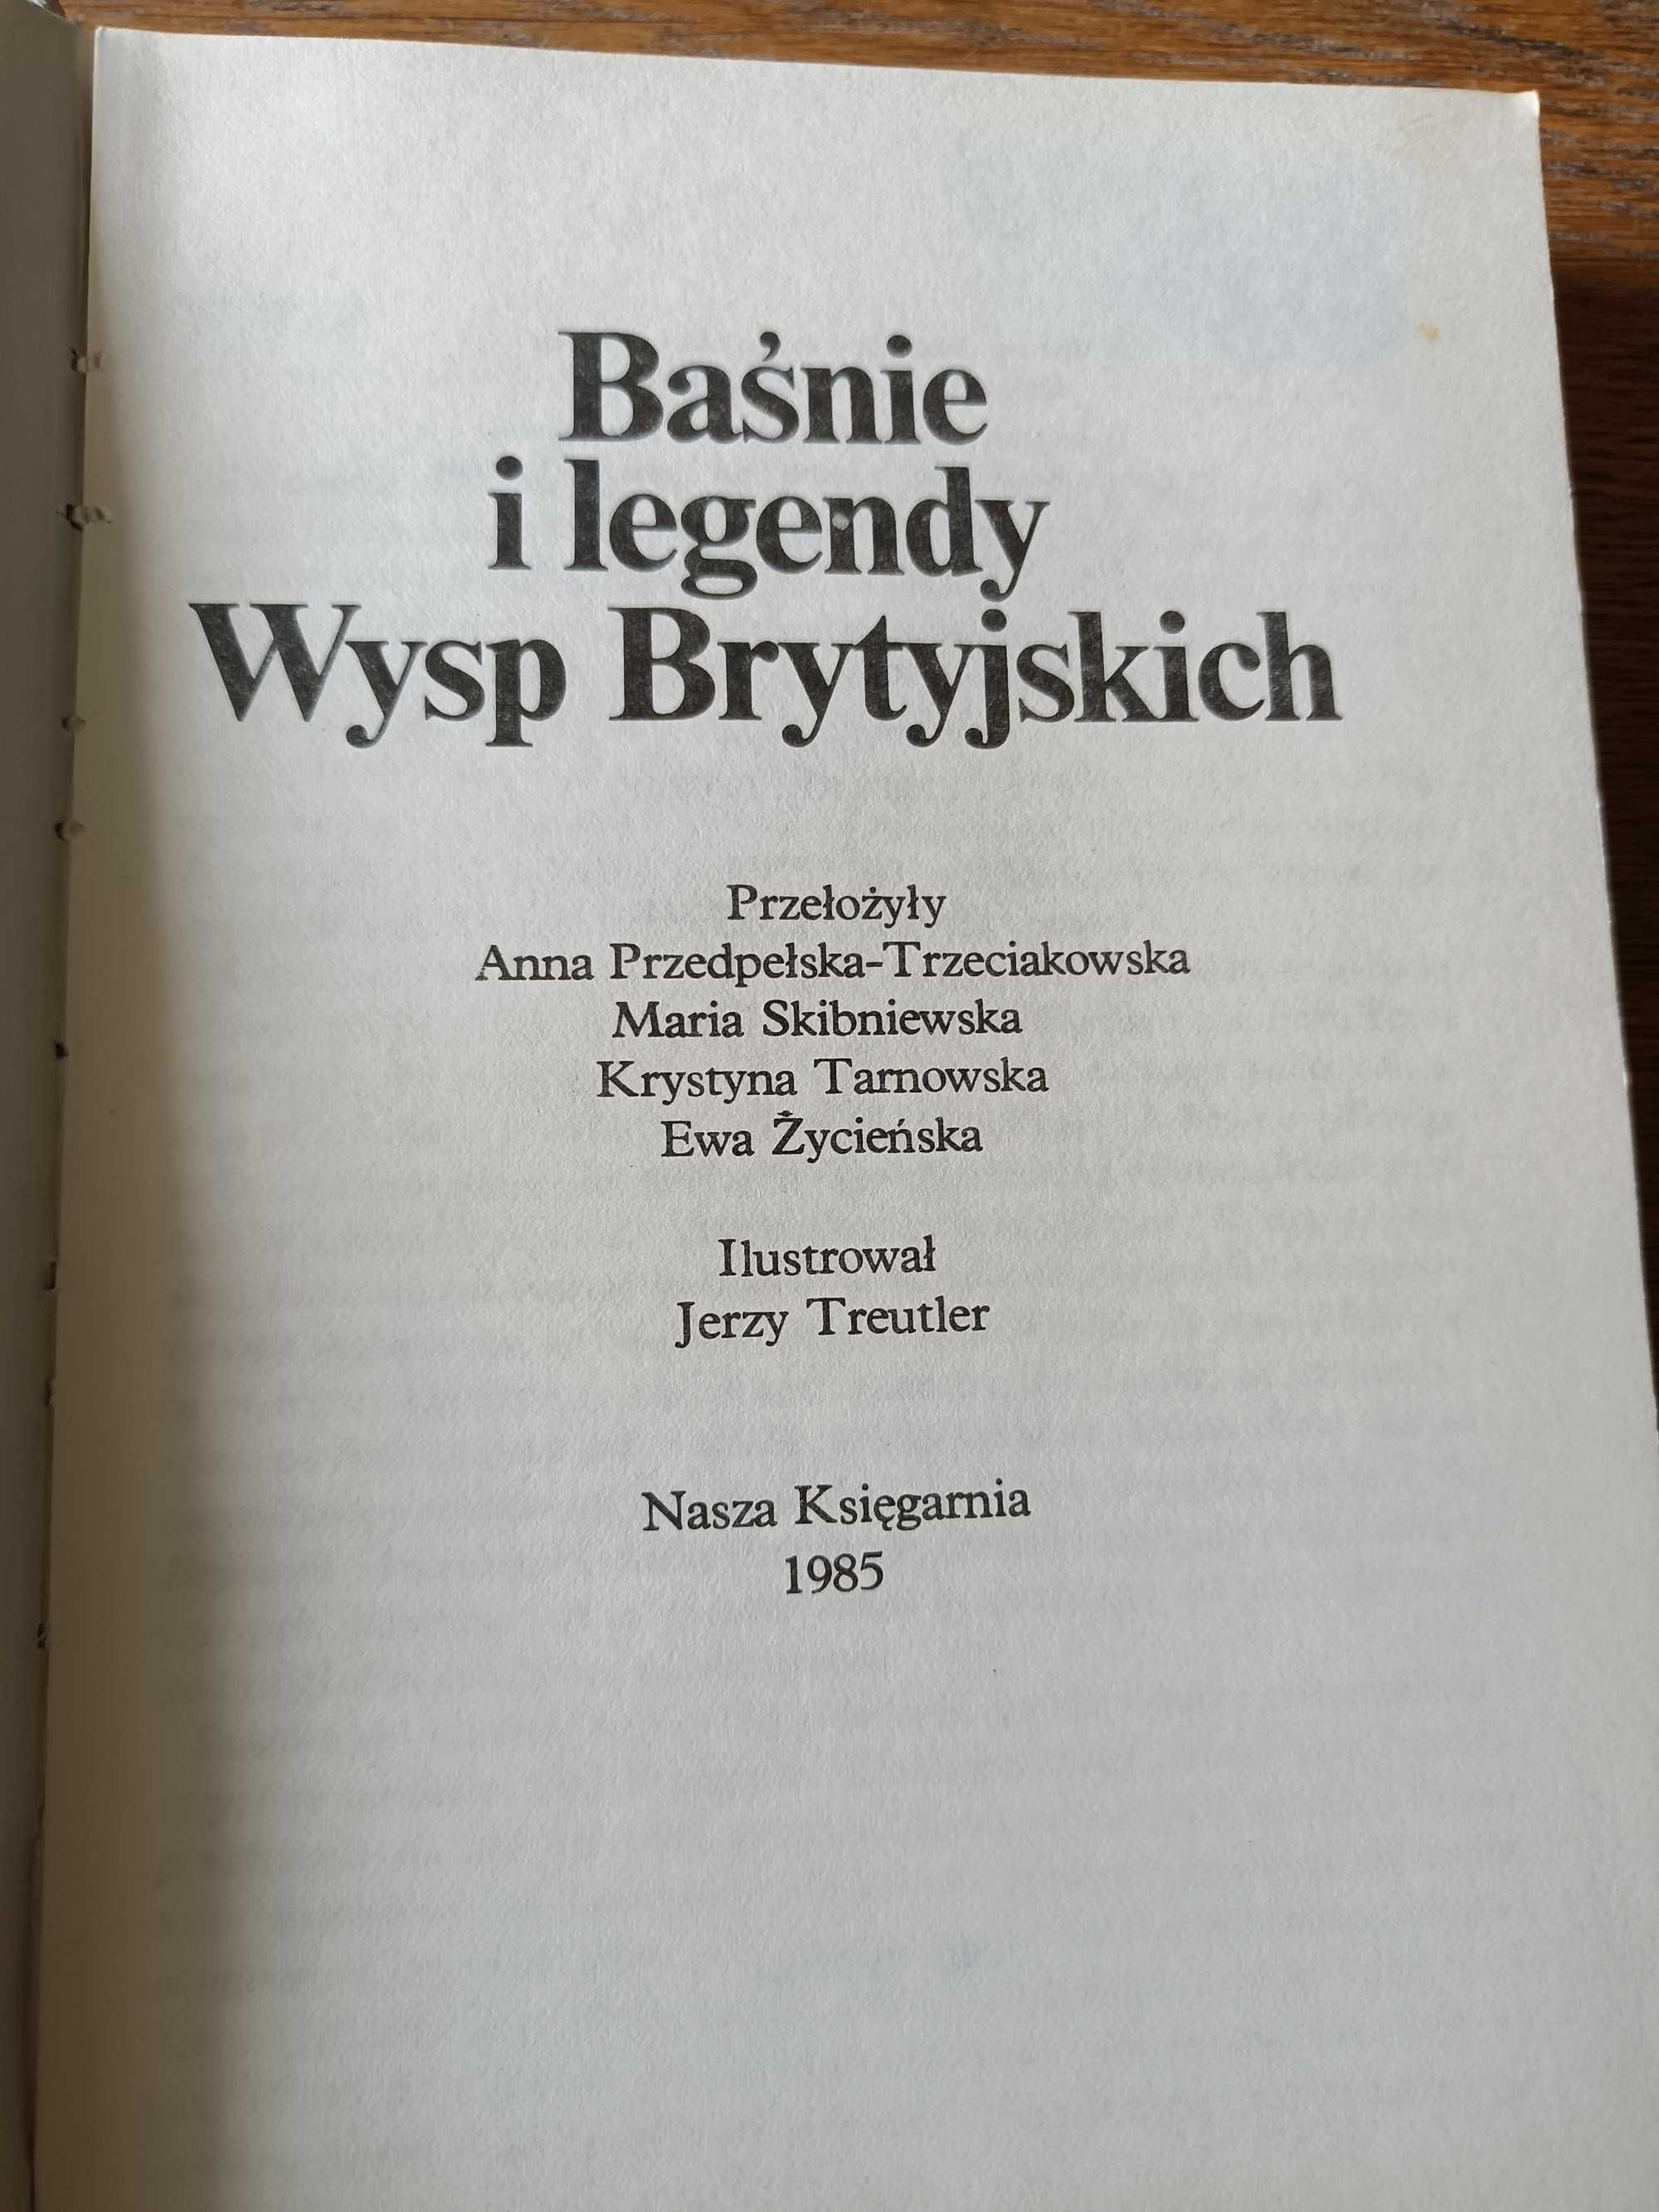 Baśnie
i legendy
Wysp Brytyjskich
Przełożyły
Anna Przedpełska-Trzeciakowska
Maria Skibniewska
Krystyna Tarnowska
Ewa Życieńska
Ilustrował
Jerzy Treutler
Nasza Księgarnia
1985